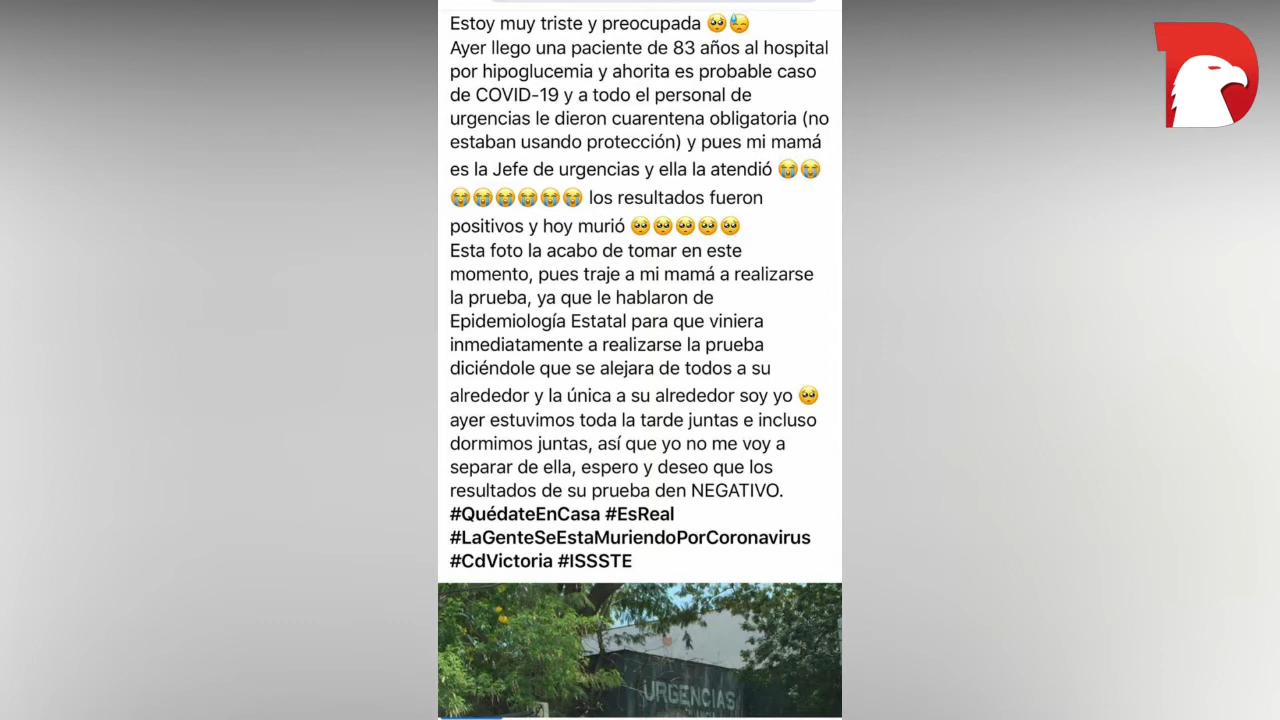 Estoy muy triste y preocupada 🥺😓
Ayer llego una paciente de 83 años al hospital
por hipoglucemia y ahorita es probable caso
de COVID-19 y a todo el personal de
urgencias le dieron cuarentena obligatoria (no
estaban usando protección) y pues mi mamá
es la Jefe de urgencias y ella la atendió 😭😭
😭😭😭😭😭😭 los resultados fueron
positivos y hoy murió 🥺🥺🥺🥺🥺
Esta foto la acabo de tomar en este
momento, pues traje a mi mamá a realizarse
la prueba, ya que le hablaron de
Epidemiología Estatal para que viniera
inmediatamente a realizarse la prueba
diciéndole que se alejara de todos a su
alrededor y la única a su alrededor soy yo 🥺
ayer estuvimos toda la tarde juntas e incluso
dormimos juntas, así que yo no me voy a
separar de ella, espero y deseo que los
resultados de su prueba den NEGATIVO.
#QuédateEnCasa #EsReal
#LaGenteSeEstaMuriendoPorCoronavirus
#CdVictoria #ISSSTE
URGENCIAS